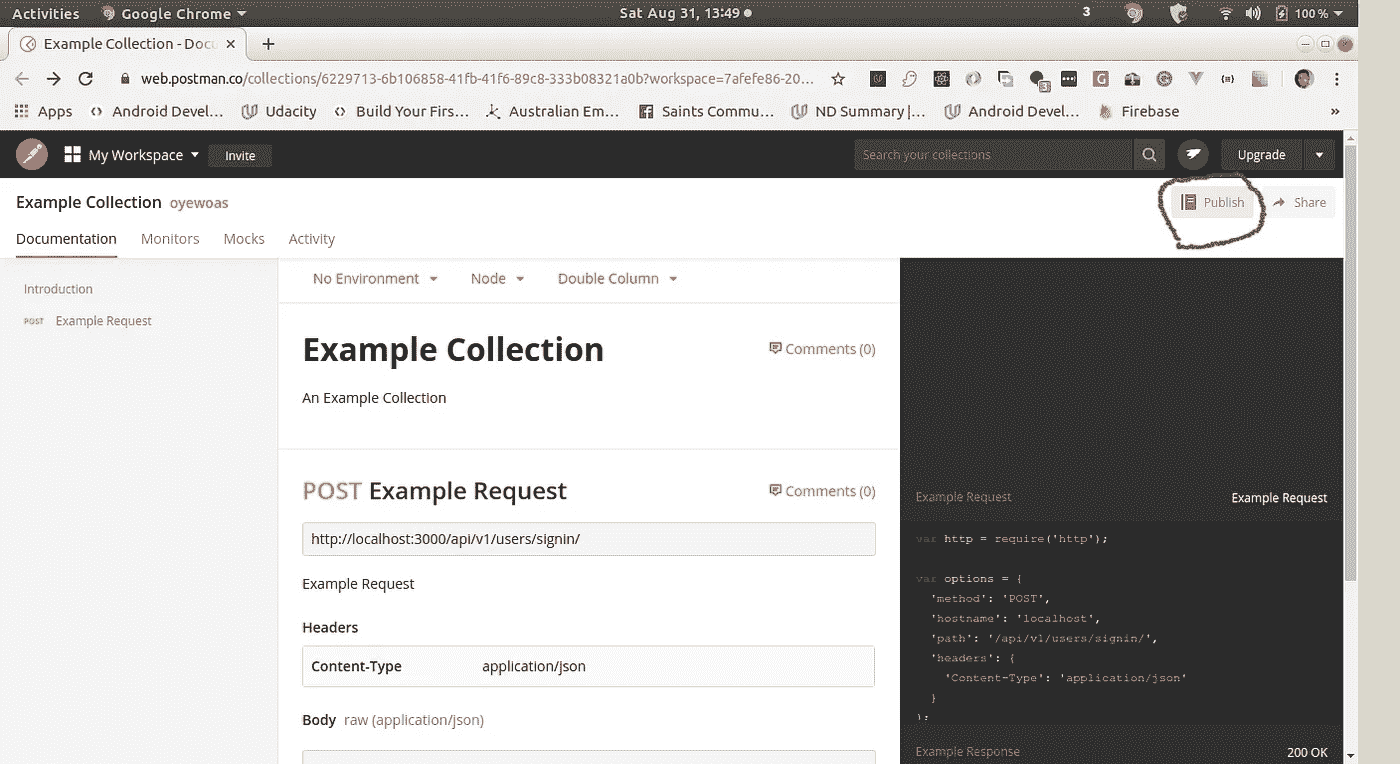 Activities Google Chrome Sat Aug 31, 13:49 3 100 %
Example Collection - Docu
web.postman.co/collections/6229713-6b106858-41fb-41f6-89c8-333b08321a0b?workspace=7afefe86-20... 3
Apps Android Devel... Udacity Build Your Firs... Australian Em... Saints Commu... ND Summary |... Android Devel... Firebase »
My Workspace Invite Search your collections Upgrade
Example Collection oyewoas Publish Share
Documentation Monitors Mocks Activity
No Environment Node Double Column
Introduction
POST Example Request
Example Collection Comments (0)
An Example Collection
POST Example Request Comments (0)
http://localhost:3000/api/v1/users/signin/
Example Request
Headers
Content-Type application/json
Body raw (application/json)
Example Request Example Request
var http = require('http');
var options = {
'method': 'POST',
'hostname': 'localhost',
'path': '/api/v1/users/signin/',
'headers': {
'Content-Type': 'application/json'
}
};
Example Response 200 OK